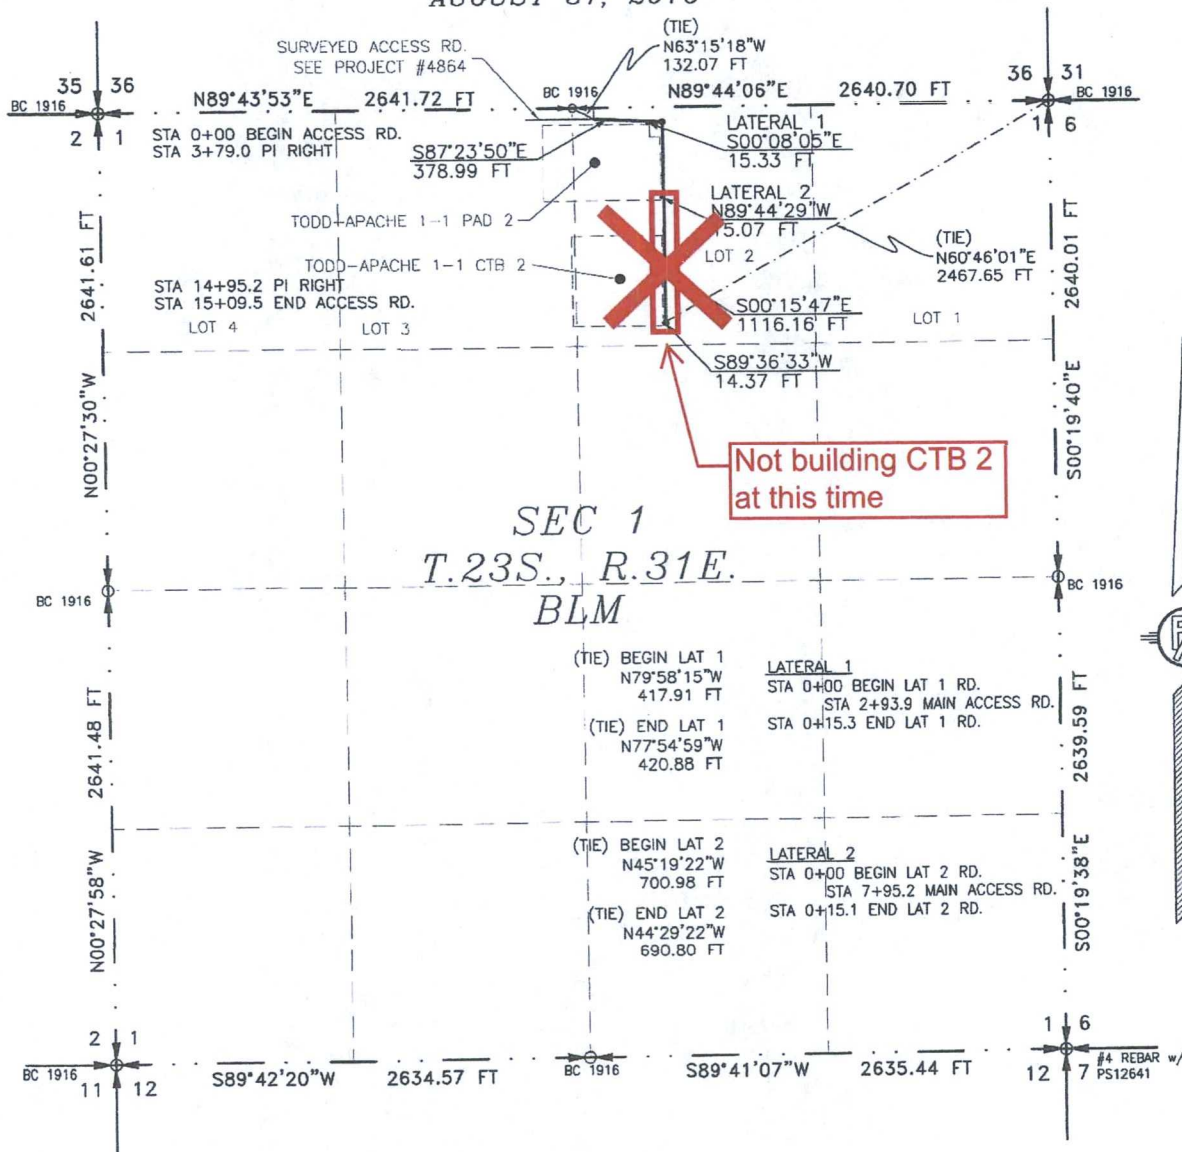 SURVEYED ACCESS RD.
SEE PROJECT #4864
(TIE)
N63°15'18"W
132.07 FT
35 36
BC 1916
N89°43'53"E 2641.72 FT
BC 1916
N89°44'06"E 2640.70 FT
36 31
BC 1916
2 1
1 6
STA 0+00 BEGIN ACCESS RD.
STA 3+79.0 PI RIGHT
S87°23'50"E
378.99 FT
LATERAL 1
S00°08'05"E
15.33 FT
LATERAL 2
N89°44'29"W
15.07 FT
TODD-APACHE 1-1 PAD 2
TODD-APACHE 1-1 CTB 2
LOT 2
(TIE)
N60°46'01"E
2467.65 FT
STA 14+95.2 PI RIGHT
STA 15+09.5 END ACCESS RD.
LOT 4
LOT 3
S00°15'47"E
1116.16 FT
LOT 1
S89°36'33"W
14.37 FT
2641.61 FT
N00°27'30"W
2640.01 FT
S00°19'40"E
Not building CTB 2
at this time
SEC 1
T.23S., R.31E.
BLM
BC 1916
BC 1916
(TIE) BEGIN LAT 1
N79°58'15"W
417.91 FT
(TIE) END LAT 1
N77°54'59"W
420.88 FT
LATERAL 1
STA 0+00 BEGIN LAT 1 RD.
STA 2+93.9 MAIN ACCESS RD.
STA 0+15.3 END LAT 1 RD.
2641.48 FT
N00°27'58"W
2639.59 FT
S00°19'38"E
(TIE) BEGIN LAT 2
N45°19'22"W
700.98 FT
(TIE) END LAT 2
N44°29'22"W
690.80 FT
LATERAL 2
STA 0+00 BEGIN LAT 2 RD.
STA 7+95.2 MAIN ACCESS RD.
STA 0+15.1 END LAT 2 RD.
2 1
BC 1916
11 12
S89°42'20"W 2634.57 FT
BC 1916
S89°41'07"W 2635.44 FT
1 6
12 7
#4 REBAR w/
PS12641